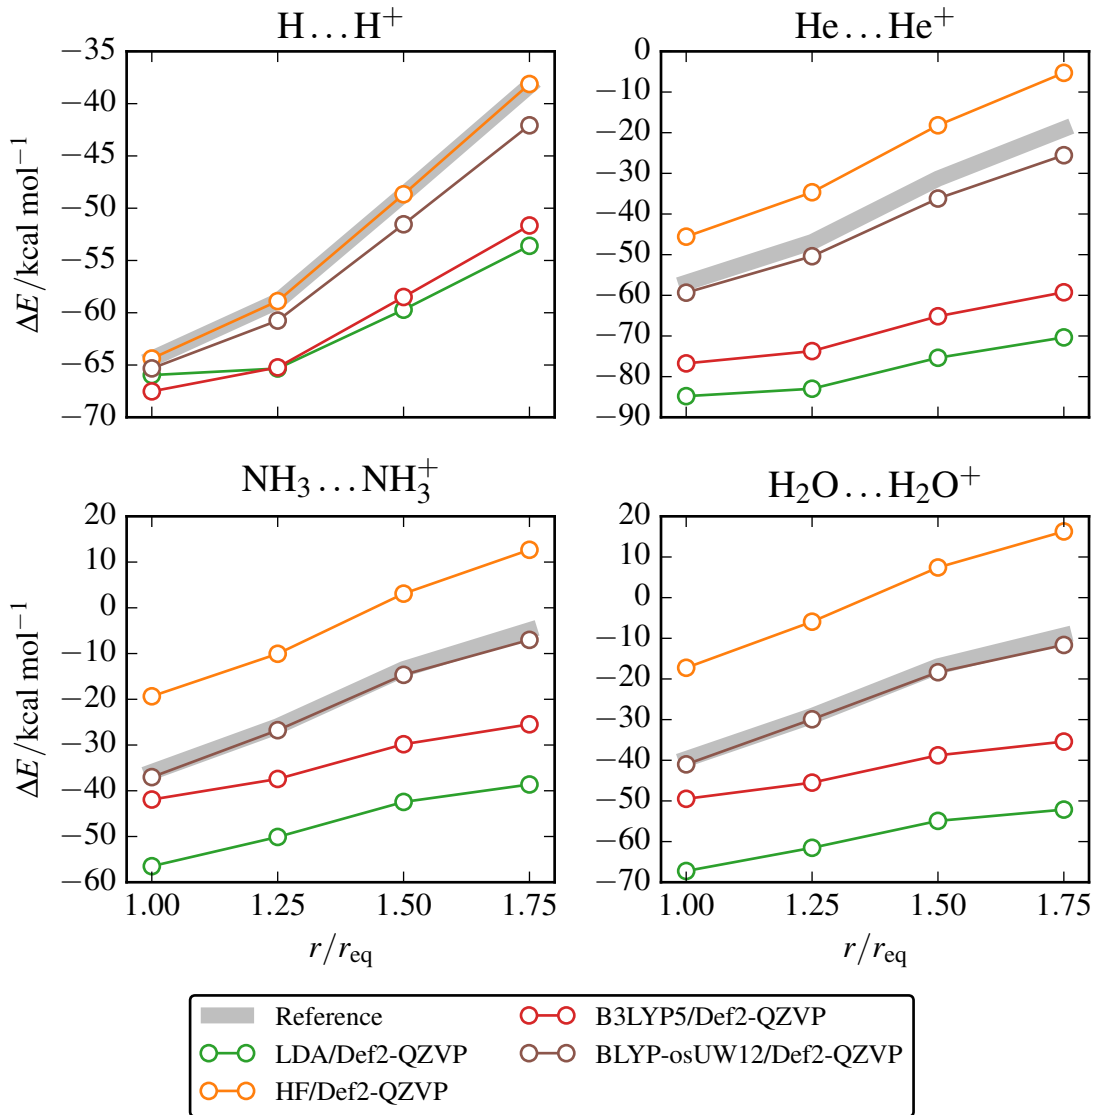 H…H⁺
He…He⁺
−35
−40
−45
−50
−55
−60
−65
−70
ΔE/kcal mol⁻¹
0
−10
−20
−30
−40
−50
−60
−70
−80
−90
NH₃…NH₃⁺
H₂O…H₂O⁺
20
10
0
−10
−20
−30
−40
−50
−60
ΔE/kcal mol⁻¹
20
10
0
−10
−20
−30
−40
−50
−60
−70
1.00 1.25 1.50 1.75
1.00 1.25 1.50 1.75
r/r_eq
r/r_eq
Reference
LDA/Def2-QZVP
HF/Def2-QZVP
B3LYP5/Def2-QZVP
BLYP-osUW12/Def2-QZVP